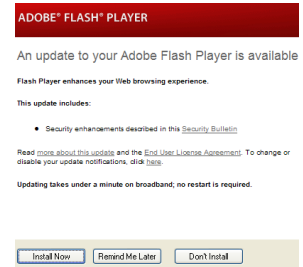 ADOBE® FLASH® PLAYER
An update to your Adobe Flash Player is available
Flash Player enhances your Web browsing experience.
This update includes:
• Security enhancements described in this Security Bulletin
Read more about this update and the End User License Agreement. To change or
disable your update notifications, click here.
Updating takes under a minute on broadband; no restart is required.
Install Now Remind Me Later Don't Install